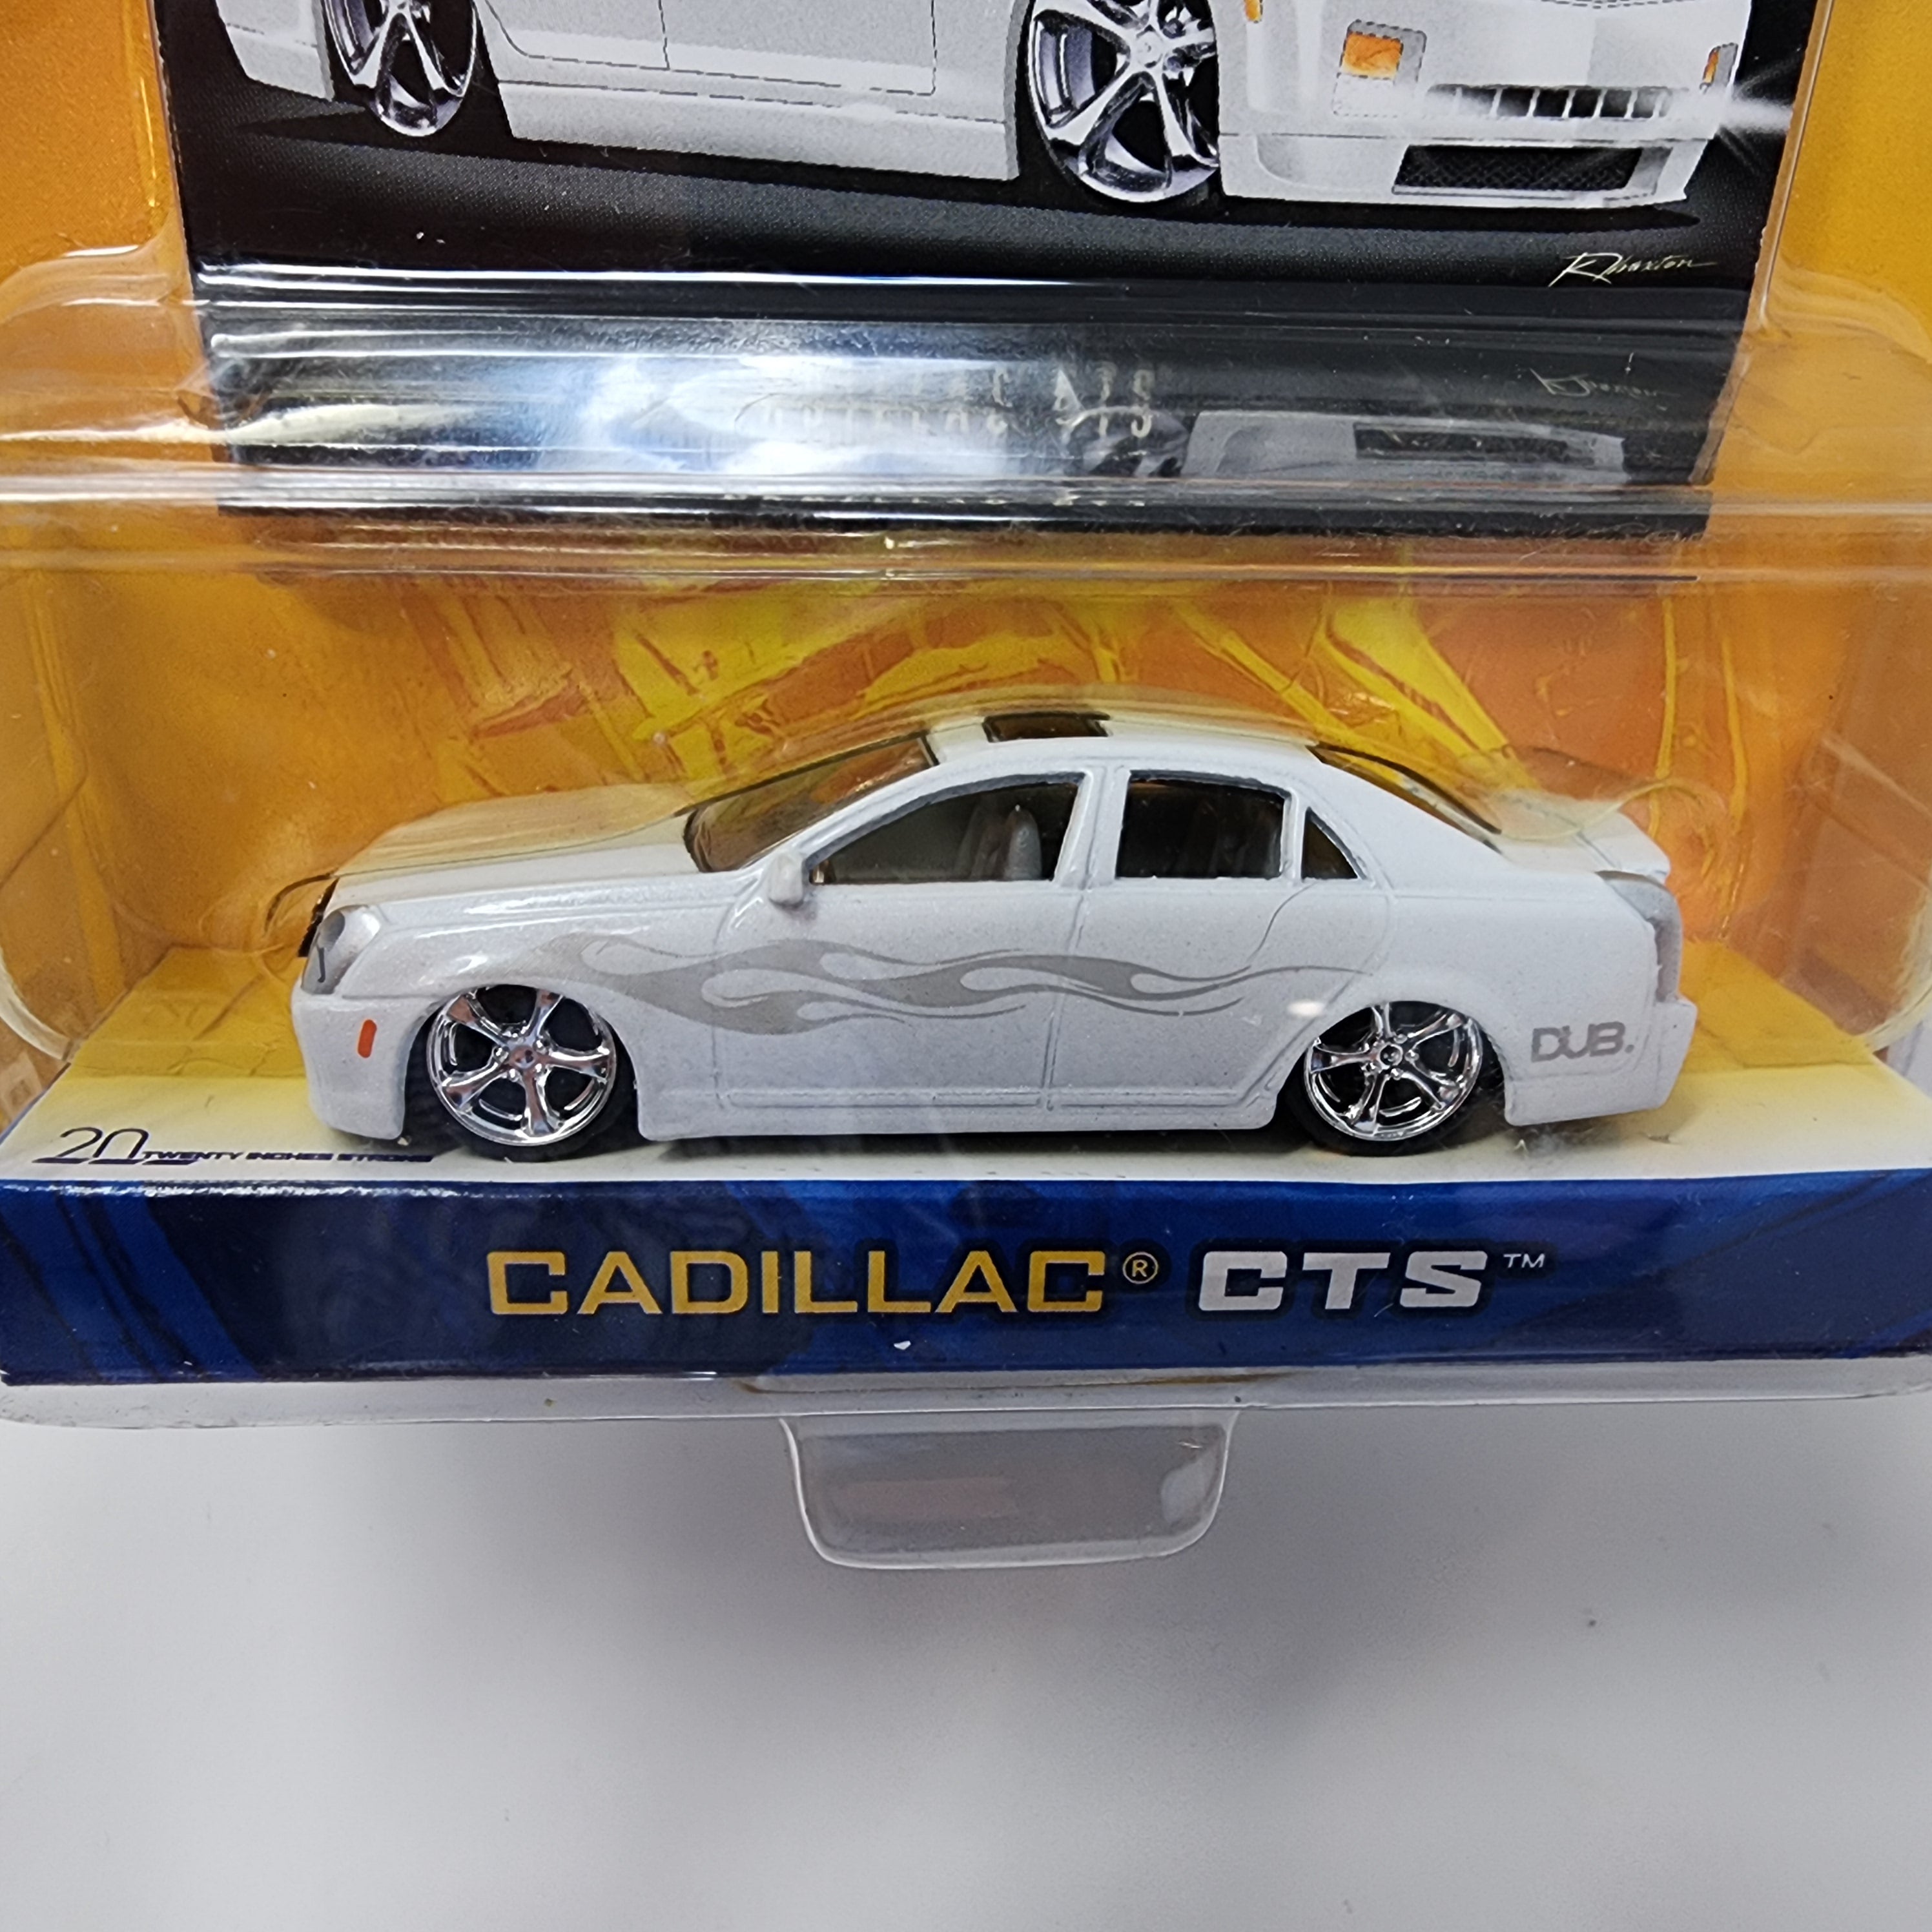 DUB.
20 TWENTY INCHES STRONG
CADILLAC® CTS™